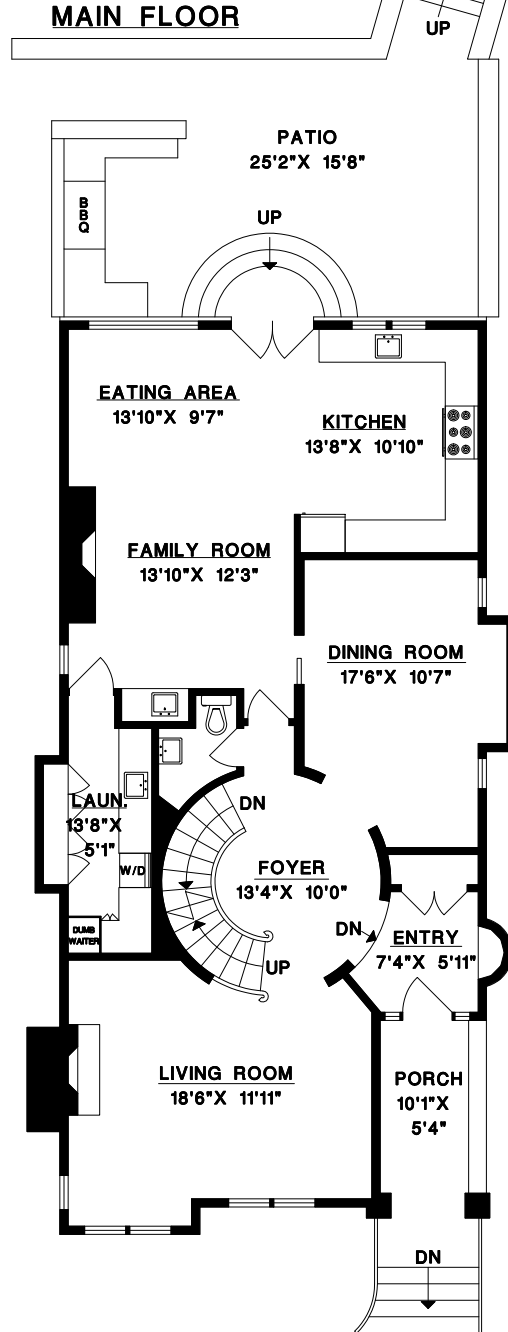 MAIN FLOOR
UP
PATIO
25'2"X 15'8"
BBQ
UP
EATING AREA
13'10"X 9'7"
KITCHEN
13'8"X 10'10"
FAMILY ROOM
13'10"X 12'3"
DINING ROOM
17'6"X 10'7"
DN
LAUN.
13'8"X
5'1"
W/D
FOYER
13'4"X 10'0
DUMB
WAITER
DN
ENTRY
7'4"X 5'11"
UP
LIVING ROOM
18'6"X 11'11"
PORCH
10'1"X
5'4"
DN